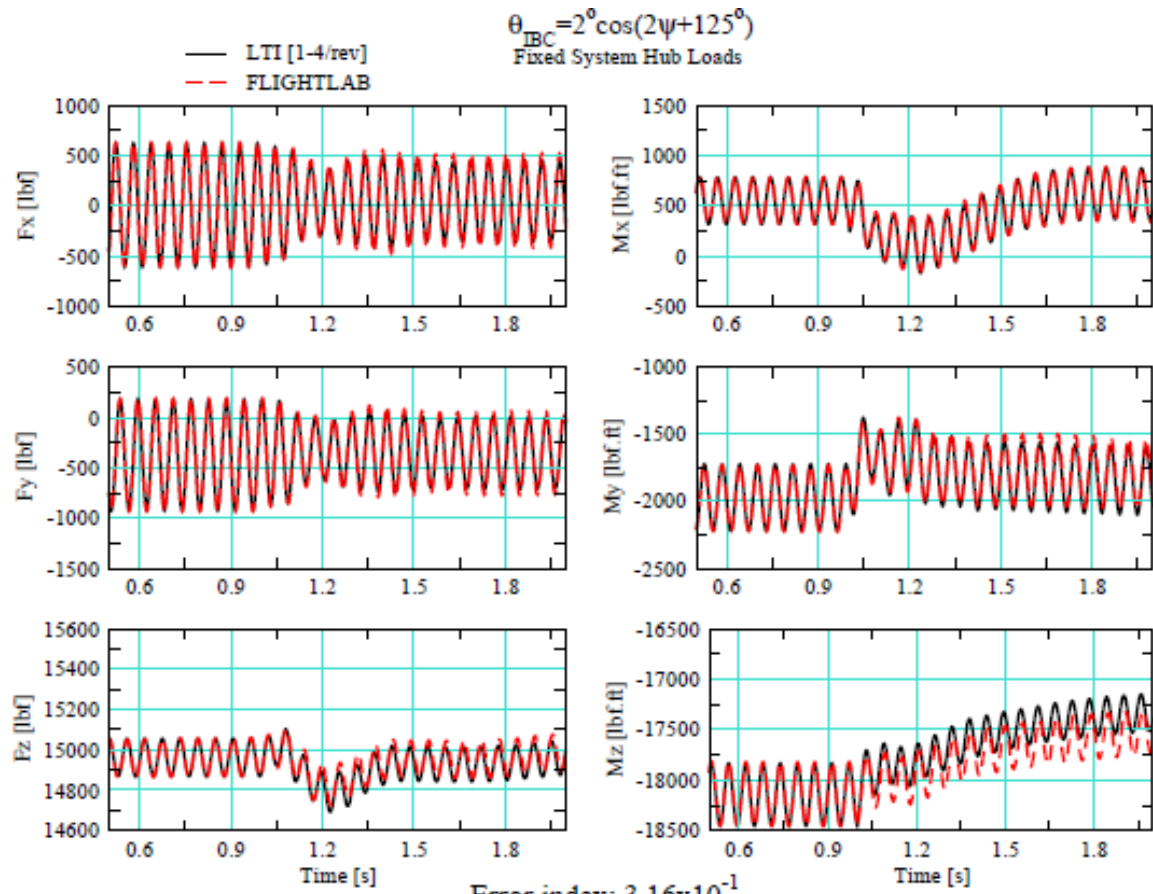 θIBC=2°cos(2ψ+125°)
LTI [1-4/rev]
Fixed System Hub Loads
FLIGHTLAB
1000
500
0
-500
-1000
Fx [lbf]
0.6 0.9 1.2 1.5 1.8
1500
1000
500
0
-500
Mx [lbf.ft]
0.6 0.9 1.2 1.5 1.8
500
0
-500
-1000
-1500
Fy [lbf]
0.6 0.9 1.2 1.5 1.8
-1000
-1500
-2000
-2500
My [lbf.ft]
0.6 0.9 1.2 1.5 1.8
15600
15400
15200
15000
14800
14600
Fz [lbf]
0.6 0.9 1.2 1.5 1.8
Time [s]
-16500
-17000
-17500
-18000
-18500
Mz [lbf.ft]
0.6 0.9 1.2 1.5 1.8
Time [s]
Error index: 3.16x10-1